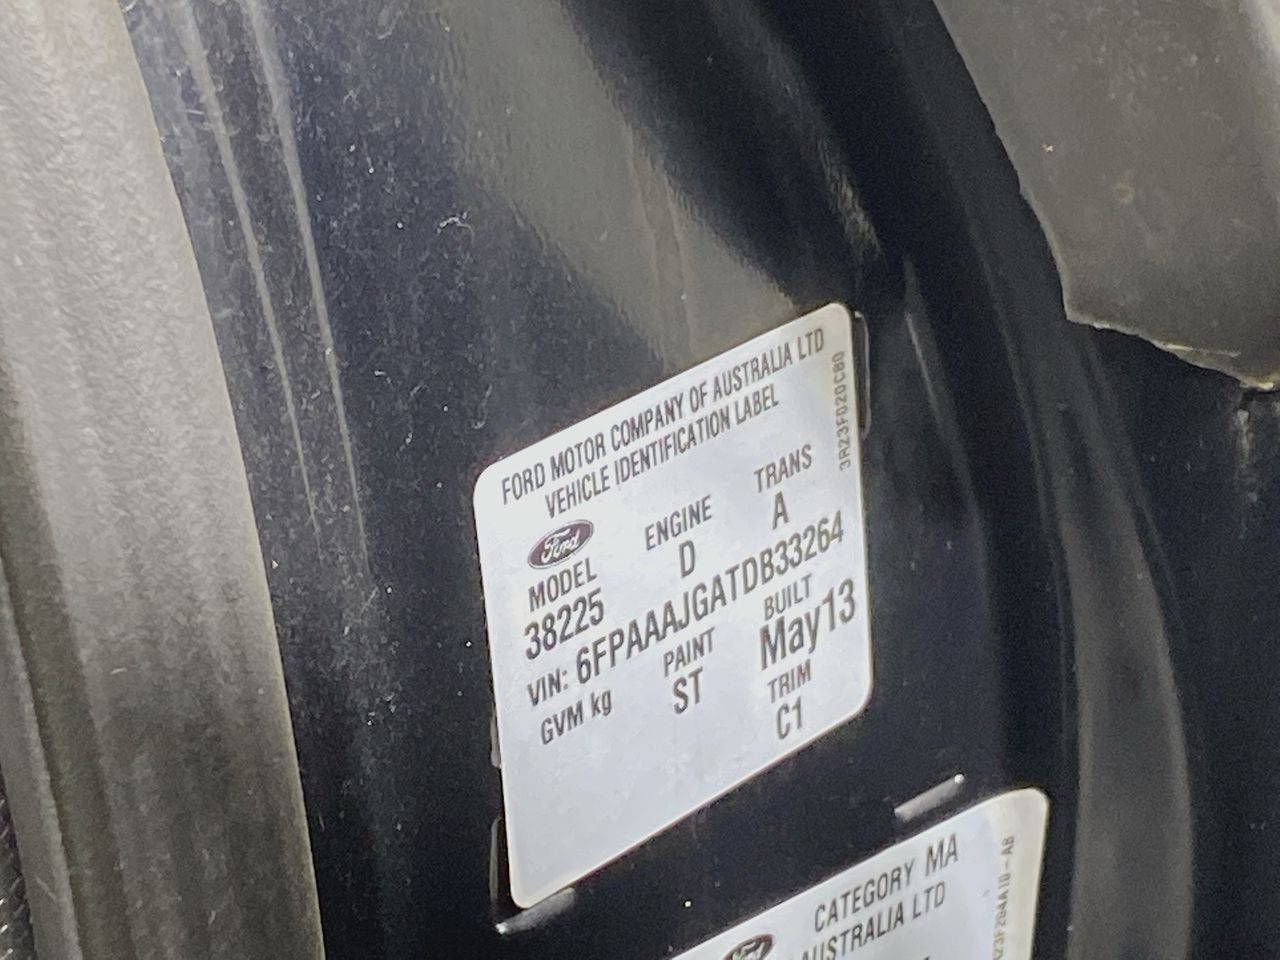 FORD MOTOR COMPANY OF AUSTRALIA LTD
VEHICLE IDENTIFICATION LABEL
3R23F020C80
Ford
ENGINE TRANS
MODEL D A
38225
VIN: 6FPAAAJGATDB33264
GVM kg PAINT BUILT
ST May13
TRIM
C1
CATEGORY MA
AUSTRALIA LTD